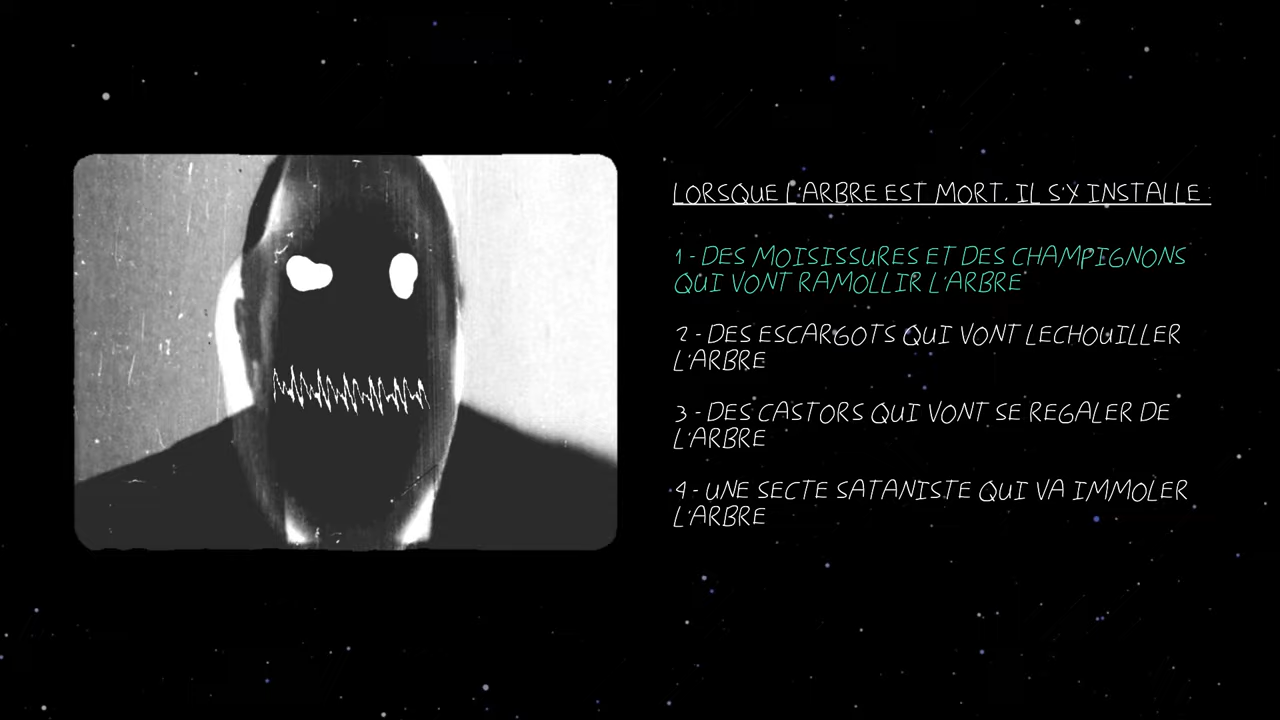 LORSQUE L'ARBRE EST MORT, IL S'Y INSTALLE :
1 - DES MOISISSURES ET DES CHAMPIGNONS
QUI VONT RAMOLLIR L'ARBRE
2 - DES ESCARGOTS QUI VONT LECHOUILLER
L'ARBRE
3 - DES CASTORS QUI VONT SE REGALER DE
L'ARBRE
4 - UNE SECTE SATANISTE QUI VA IMMOLER
L'ARBRE